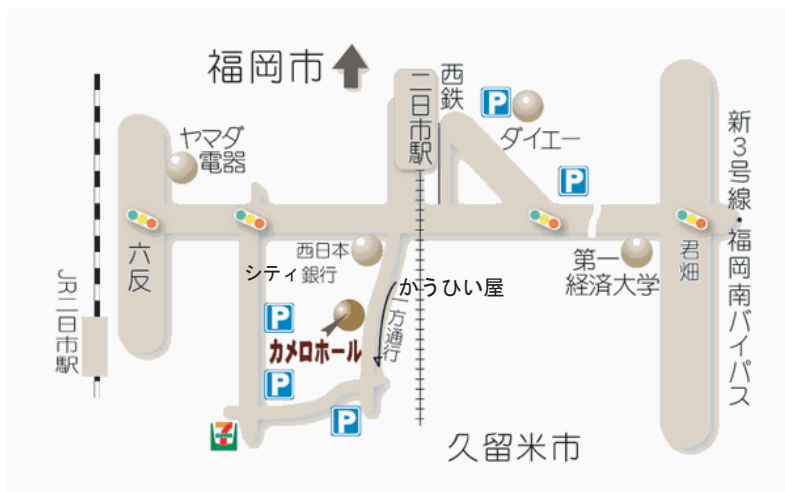 福岡市
西鉄
二日市駅
P
ダイエー
ヤマダ
電器
P
新3号線・福岡南バイパス
六反
西日本
シティ銀行
第一
経済大学
君畑
JR二日市駅
かうひい屋
一方通行
P
カメロホール
P
P
7
ELEVEN
久留米市